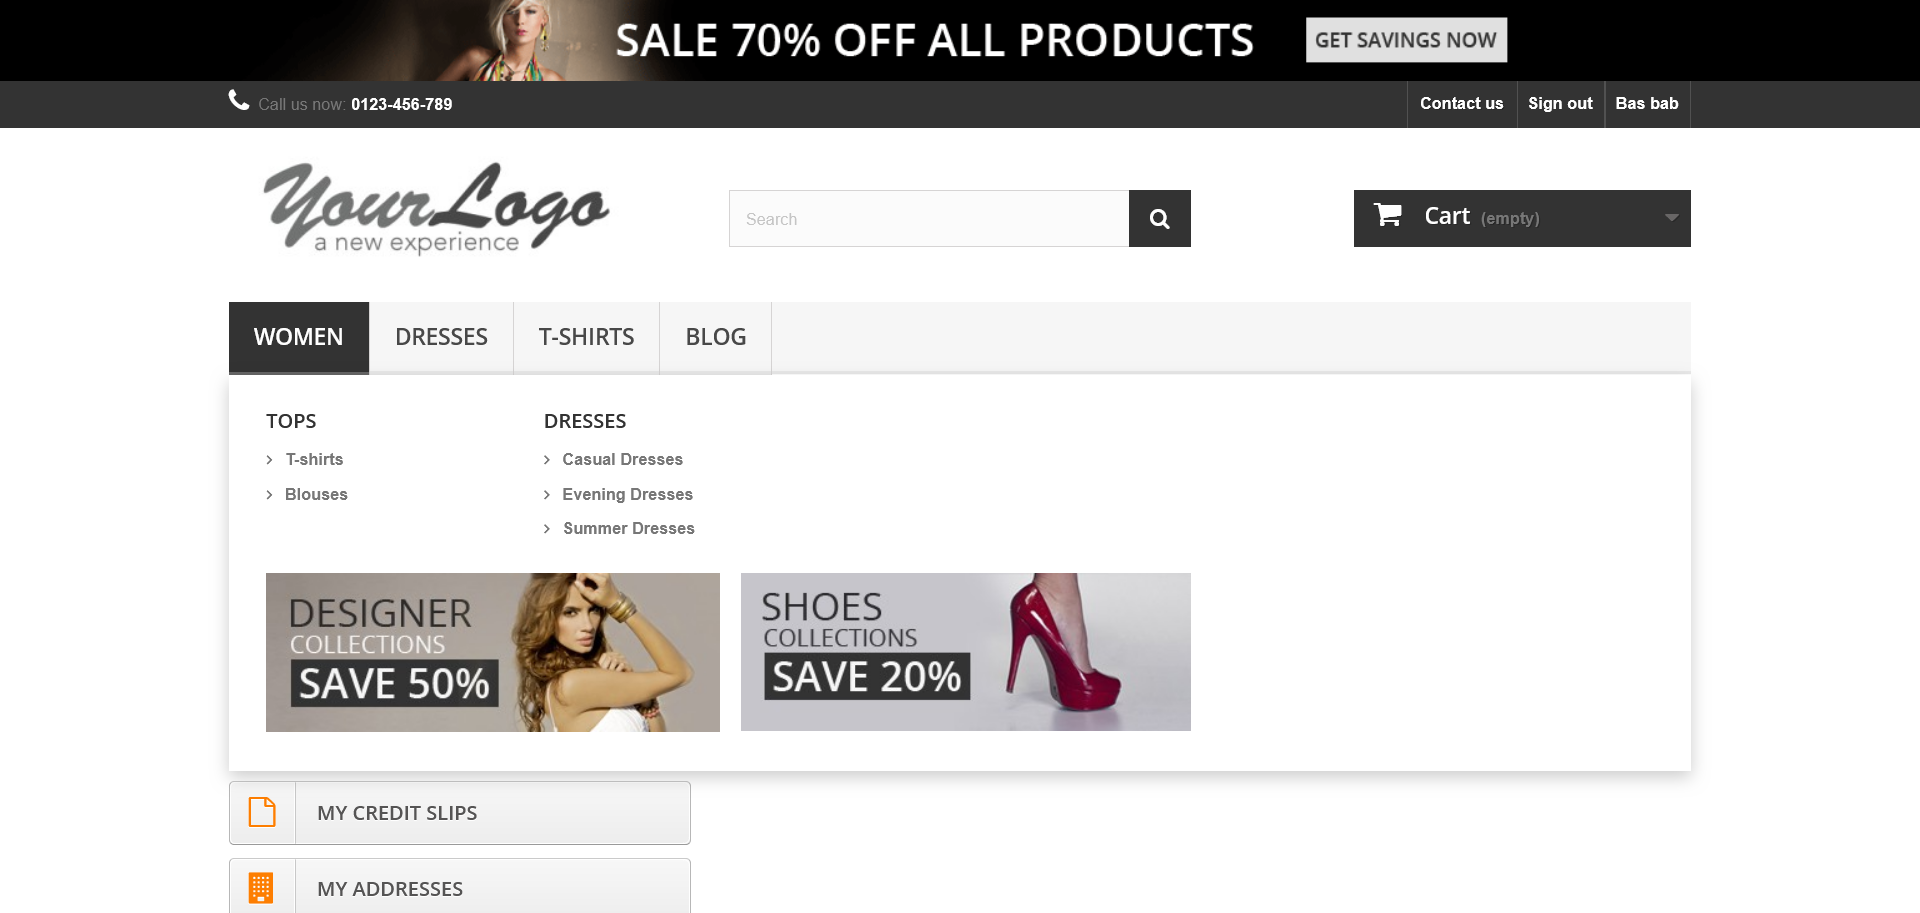 SALE 70% OFF ALL PRODUCTS
GET SAVINGS NOW
Call us now: 0123-456-789
Contact us
Sign out
Bas bab
YourLogo
a new experience
Search
Cart (empty)
WOMEN
DRESSES
T-SHIRTS
BLOG
TOPS
T-shirts
Blouses
DRESSES
Casual Dresses
Evening Dresses
Summer Dresses
DESIGNER
COLLECTIONS
SAVE 50%
SHOES
COLLECTIONS
SAVE 20%
MY CREDIT SLIPS
MY ADDRESSES